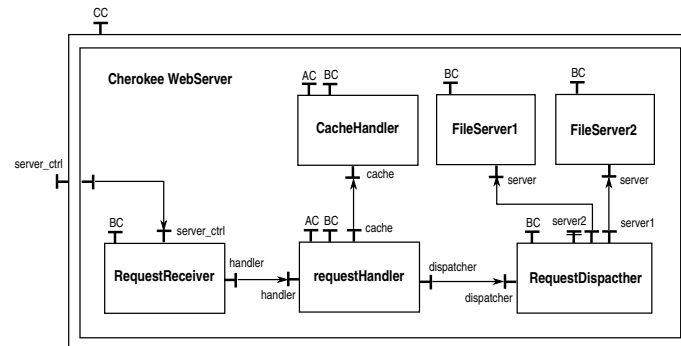 CC
Cherokee WebServer
AC BC
CacheHandler
cache
BC
FileServer1
server
BC
FileServer2
server
server_ctrl
server_ctrl
BC
RequestReceiver
handler
handler
AC BC
cache
requestHandler
dispatcher
dispatcher
BC
server2
server1
RequestDispacther